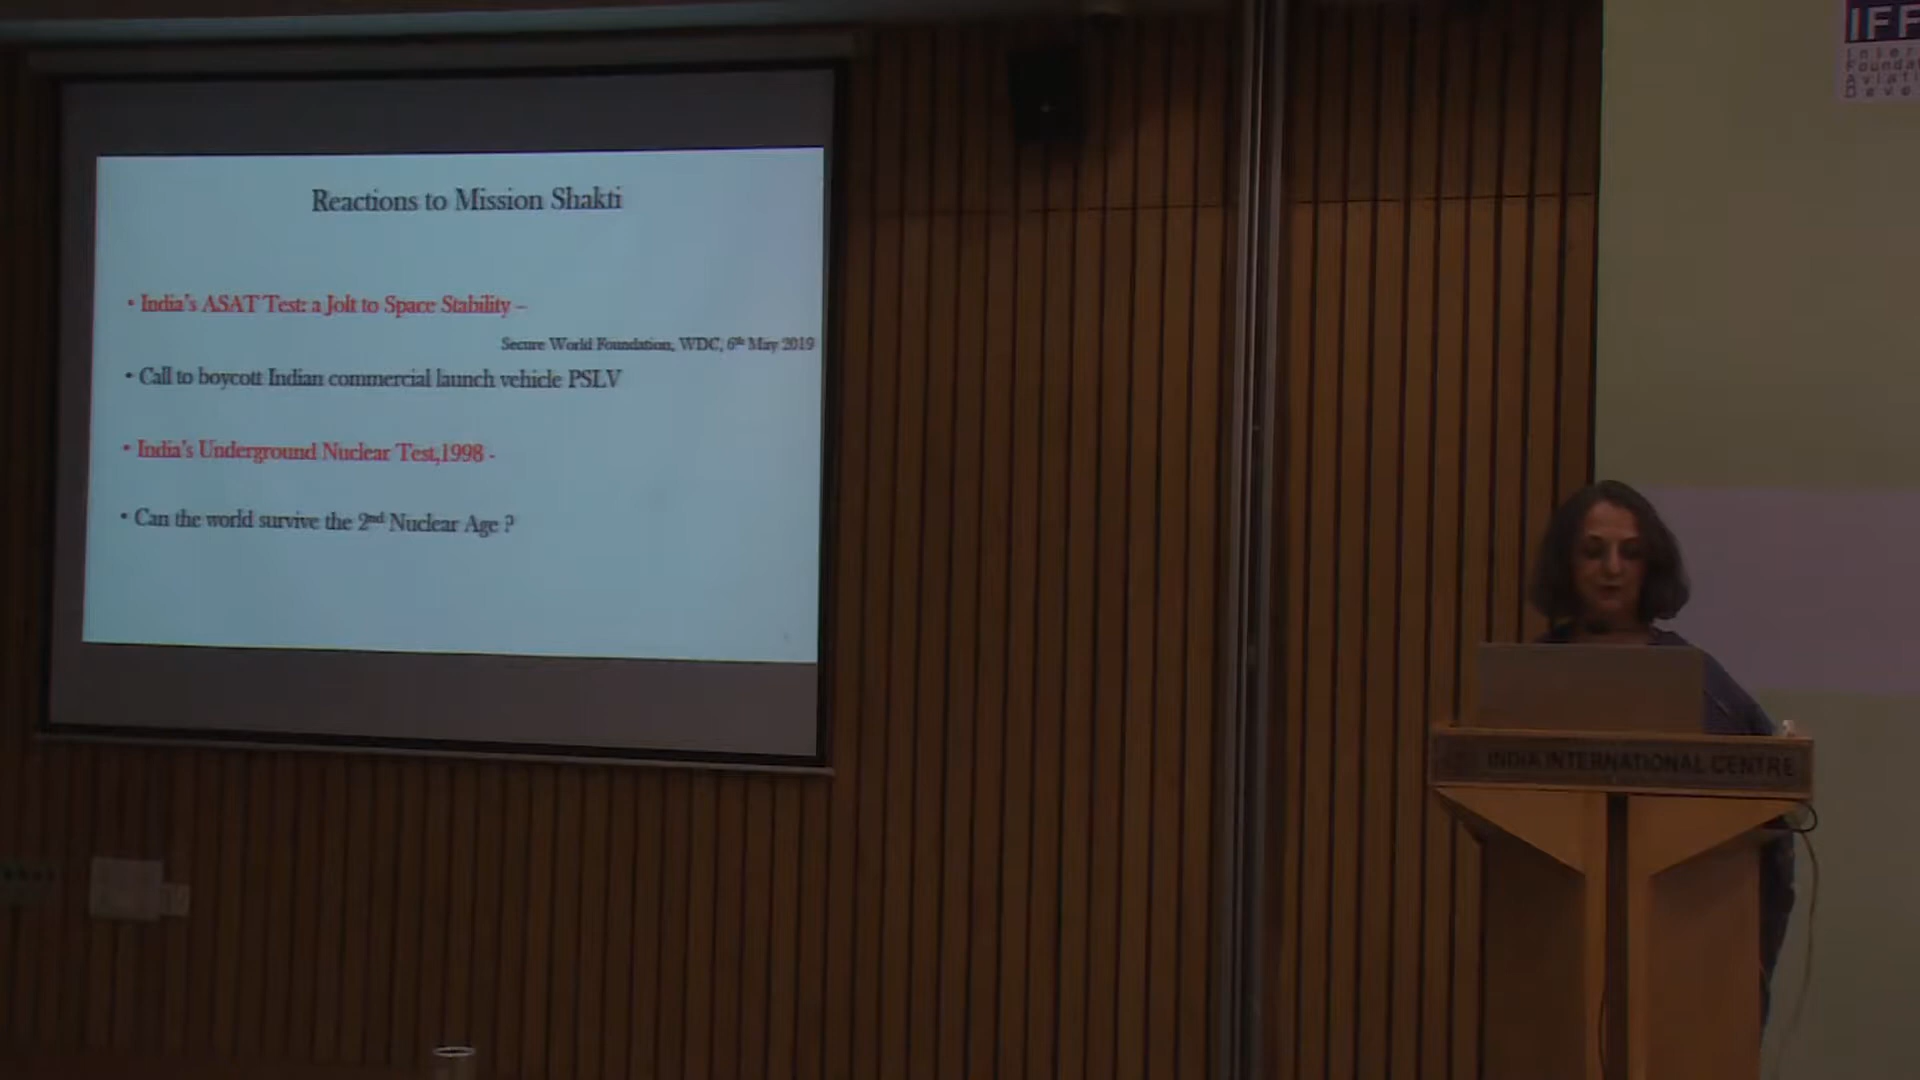 Reactions to Mission Shakti
• India's ASAT Test: a Jolt to Space Stability –
Secure World Foundation, WDC, 6th May 2019
• Call to boycott Indian commercial launch vehicle PSLV
• India's Underground Nuclear Test,1998 -
• Can the world survive the 2nd Nuclear Age ?
INDIA INTERNATIONAL CENTRE